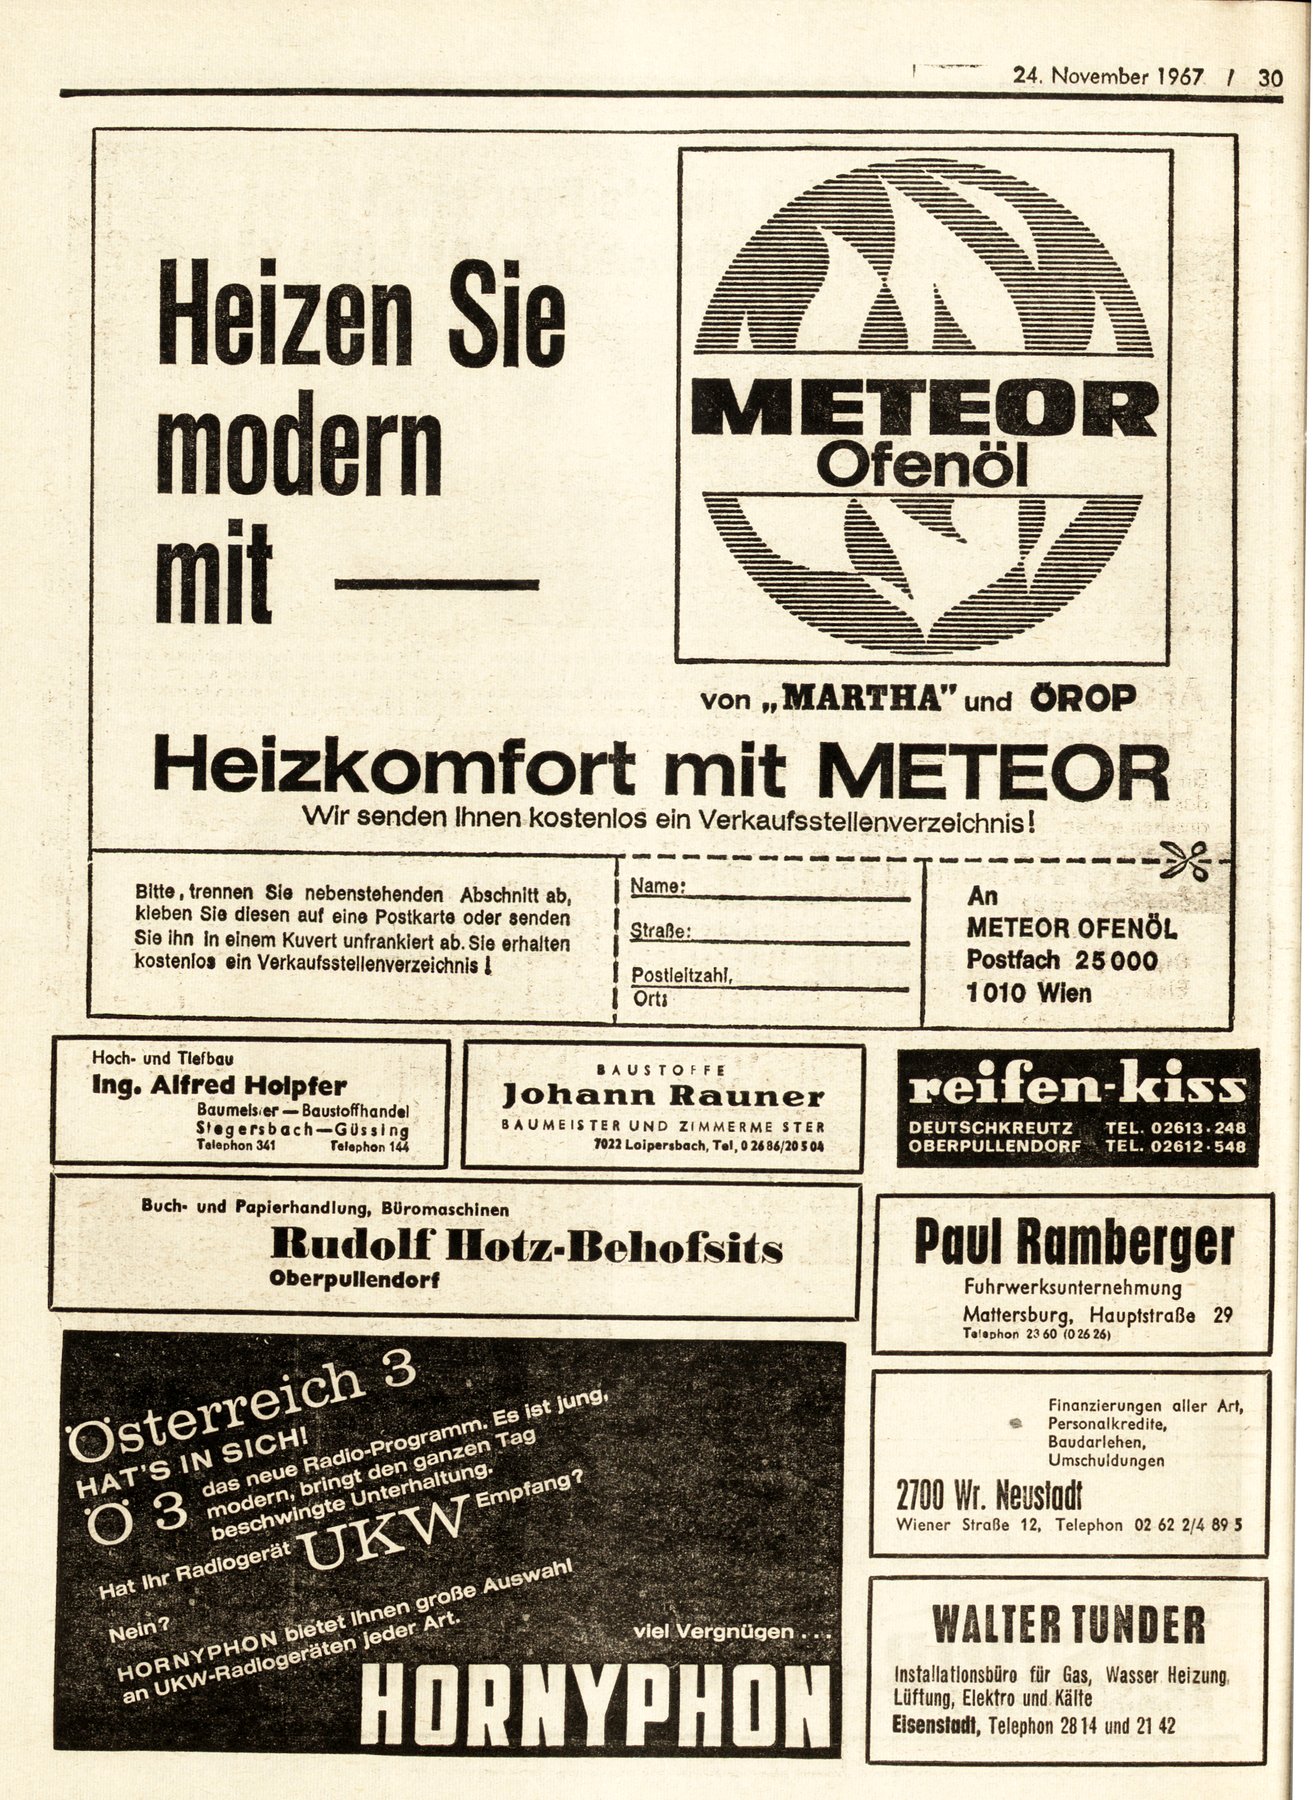 24. November 1967 / 30
Heizen Sie
modern
mit
METEOR
Ofenöl
von „MARTHA" und ÖROP
Heizkomfort mit METEOR
Wir senden Ihnen kostenlos ein Verkaufsstellenverzeichnis!
Bitte, trennen Sie nebenstehenden Abschnitt ab,
kleben Sie diesen auf eine Postkarte oder senden
Sie ihn in einem Kuvert unfrankiert ab. Sie erhalten
kostenlos ein Verkaufsstellenverzeichnis!
Name:
Straße:
Postleitzahl,
Ort:
An
METEOR OFENÖL
Postfach 25000
1010 Wien
Hoch- und Tiefbau
Ing. Alfred Holpfer
Baumeister — Baustoffhandel
Stegersbach — Güssing
Telephon 341 Telephon 144
BAUSTOFFE
Johann Rauner
BAUMEISTER UND ZIMMERME STER
7022 Loipersbach, Tel, 0 26 86/20 5 04
reifen-kiss
DEUTSCHKREUTZ TEL. 02613·248
OBERPULLENDORF TEL. 02612·548
Buch- und Papierhandlung, Büromaschinen
Rudolf Hotz-Behofsits
Oberpullendorf
Paul Ramberger
Fuhrwerksunternehmung
Mattersburg, Hauptstraße 29
Telephon 23 60 (0 26 26)
Österreich 3
HAT'S IN SICH!
Ö 3 das neue Radio-Programm. Es ist jung,
modern, bringt den ganzen Tag
beschwingte Unterhaltung.
Hat Ihr Radiogerät UKW Empfang?
Nein?
HORNYPHON bietet Ihnen große Auswahl
an UKW-Radiogeräten jeder Art.
viel Vergnügen . . .
HORNYPHON
Finanzierungen aller Art,
Personalkredite,
Baudarlehen,
Umschuldungen
2700 Wr. Neustadt
Wiener Straße 12, Telephon 02 62 2/4 89 5
WALTER TUNDER
Installationsbüro für Gas, Wasser Heizung,
Lüftung, Elektro und Kälte
Eisenstadt, Telephon 28 14 und 21 42